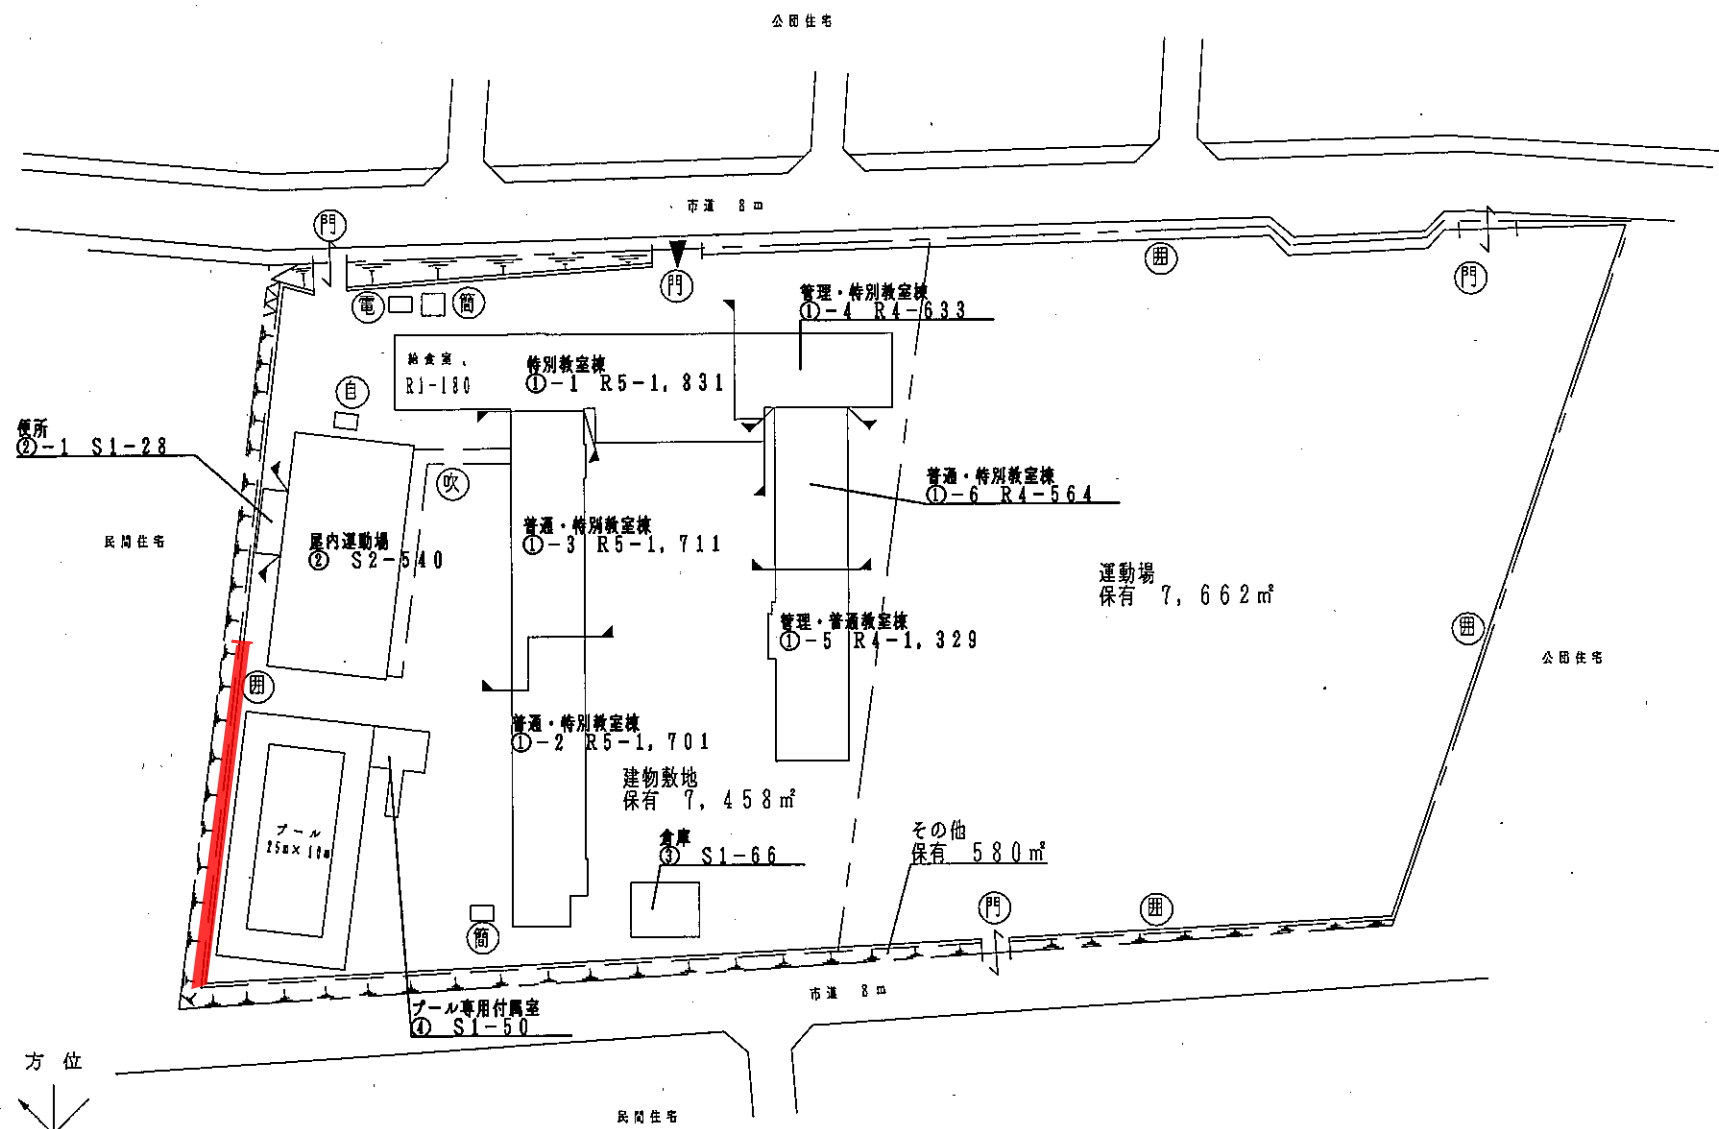 公団住宅
市道 8m
門
囲
門
門
電
簡
管理・特別教室棟
①-4 R4-633
給食室
R1-180
特別教室棟
①-1 R5-1,831
自
便所
②-1 S1-28
吹
普通・特別教室棟
①-6 R4-564
民間住宅
屋内運動場
② S2-540
普通・特別教室棟
①-3 R5-1,711
運動場
保有 7,662㎡
管理・普通教室棟
①-5 R4-1,329
囲
公団住宅
囲
普通・特別教室棟
①-2 R5-1,701
建物敷地
保有 7,458㎡
プール
25m×10m
倉庫
③ S1-66
その他
保有 580㎡
門
囲
簡
市道 8m
プール専用付属室
④ S1-50
方位
民間住宅